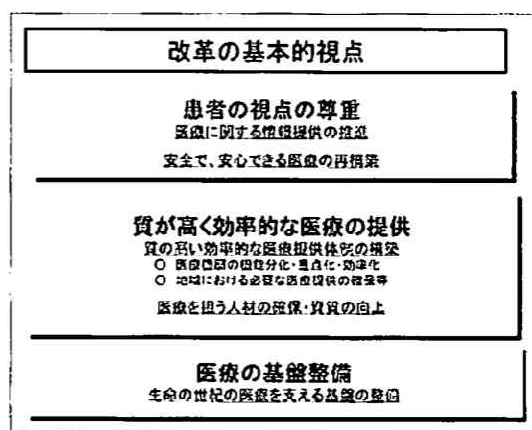 改革の基本的視点
患者の視点の尊重
医療に関する情報提供の推進
安全で、安心できる医療の再構築
質が高く効率的な医療の提供
質の高い効率的な医療提供体制の構築
○ 医療機関の機能分化・重点化・効率化
○ 地域における必要な医療提供の確保等
医療を担う人材の確保・資質の向上
医療の基盤整備
生命の世紀の医療を支える基盤の整備